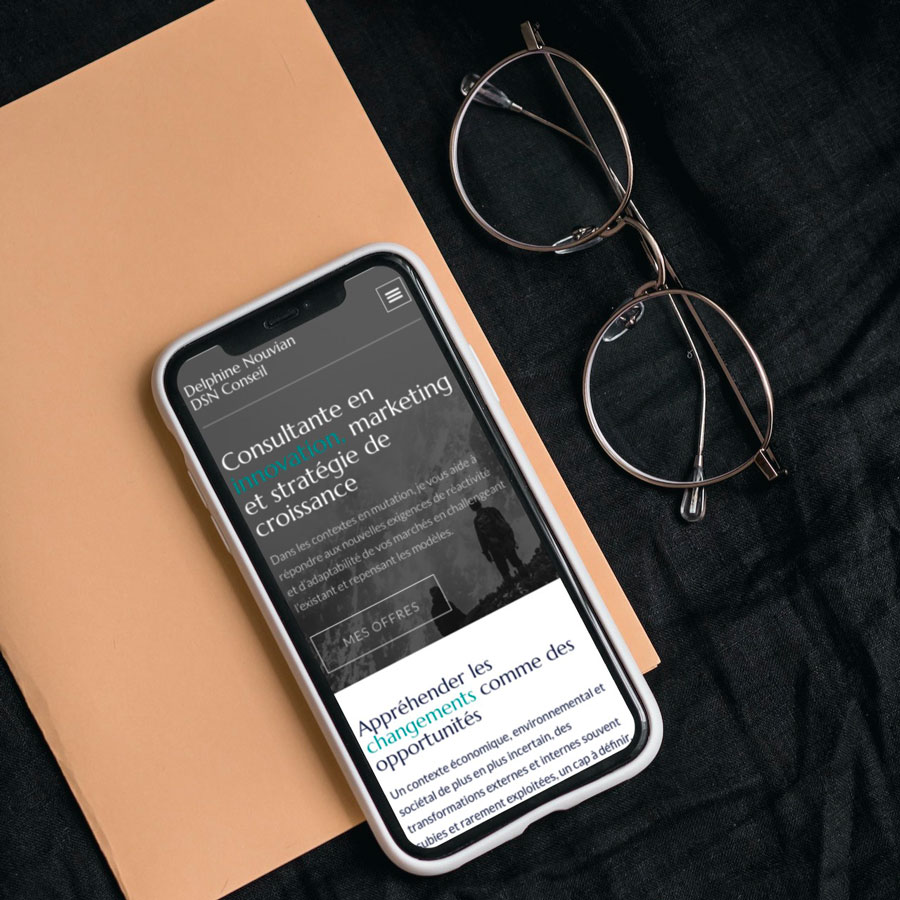 Delphine Nouvian
DSN Conseil
Consultante en
innovation, marketing
et stratégie de
croissance
Dans les contextes en mutation, je vous aide à
répondre aux nouvelles exigences de réactivité
et d'adaptabilité de vos marchés en challengeant
l'existant et repensant les modèles.
MES OFFRES
Appréhender les
changements comme des
opportunités
Un contexte économique, environnemental et
sociétal de plus en plus incertain, des
transformations externes et internes souvent
subies et rarement exploitées, un cap à définir